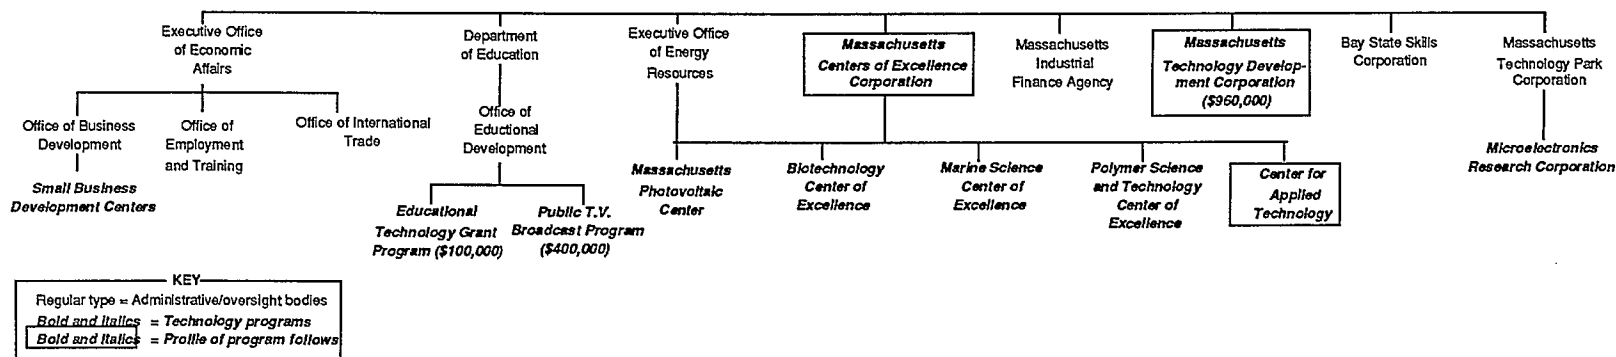 Executive Office
of Economic
Affairs
Department
of Education
Executive Office
of Energy
Resources
Massachusetts
Centers of Excellence
Corporation
Massachusetts
Industrial
Finance Agency
Massachusetts
Technology Develop-
ment Corporation
($960,000)
Bay State Skills
Corporation
Massachusetts
Technology Park
Corporation
Office of Business
Development
Office of
Employment
and Training
Office of International
Trade
Office of
Eductional
Development
Small Business
Development Centers
Educational
Technology Grant
Program ($100,000)
Public T.V.
Broadcast Program
($400,000)
Massachusetts
Photovoltaic
Center
Biotechnology
Center of
Excellence
Marine Science
Center of
Excellence
Polymer Science
and Technology
Center of
Excellence
Center for
Applied
Technology
Microelectronics
Research Corporation
KEY
Regular type = Administrative/oversight bodies
Bold and Italics = Technology programs
Bold and Italics = Profile of program follows